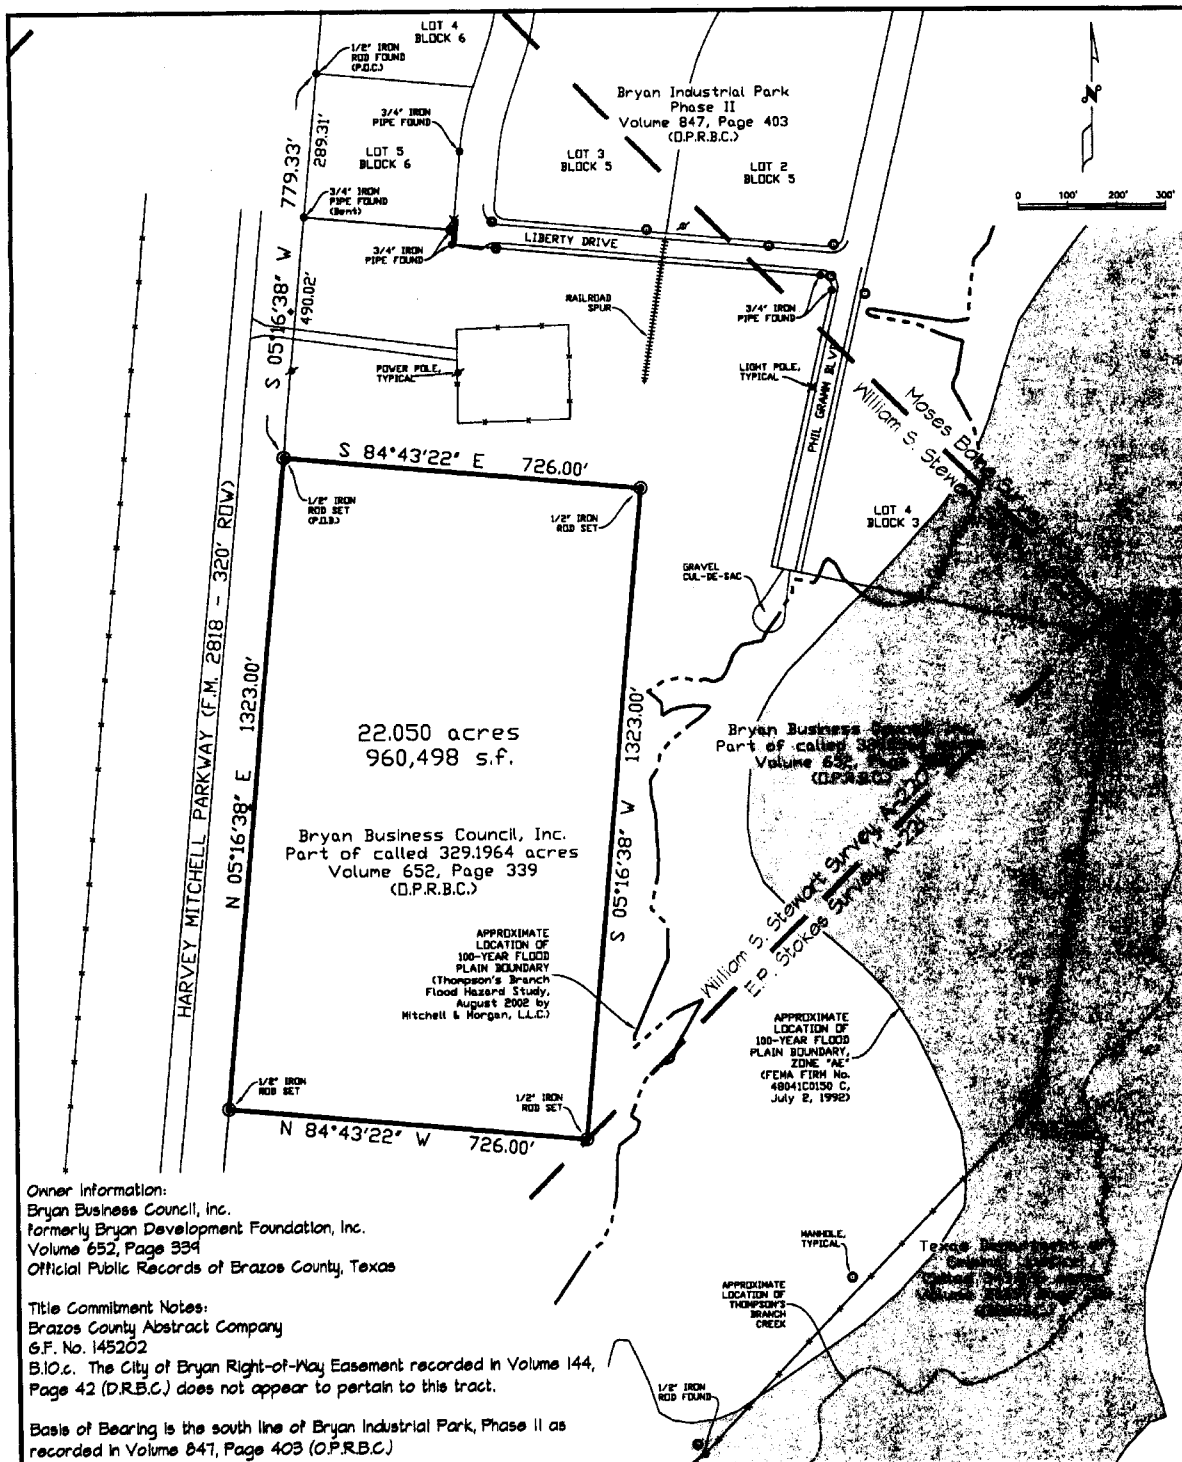 LOT 4
BLOCK 6
1/2" IRON
ROD FOUND
(P.O.C.)
779.33'
289.31'
3/4" IRON
PIPE FOUND
LOT 5
BLOCK 6
Bryan Industrial Park
Phase II
Volume 847, Page 403
(O.P.R.B.C.)
LOT 3
BLOCK 5
LOT 2
BLOCK 5
N
0 100' 200' 300'
3/4" IRON
PIPE FOUND
(Bent)
3/4" IRON
PIPE FOUND
LIBERTY DRIVE
S 05°16'38" W
490.02'
RAILROAD
SPUR
3/4" IRON
PIPE FOUND
POWER POLE,
TYPICAL
LIGHT POLE,
TYPICAL
PHIL GRAMM BLVD
Moses
William S.
LOT 4
BLOCK 3
S 84°43'22" E 726.00'
1/2" IRON
ROD SET
(P.O.B.)
1/2" IRON
ROD SET
GRAVEL
CUL-DE-SAC
HARVEY MITCHELL PARKWAY (F.M. 2818 - 320' ROW)
N 05°16'38" E 1323.00'
22.050 acres
960,498 s.f.
S 05°16'38" W 1323.00'
Bryan Business Council, Inc.
Part of called 329.1964 acres
Volume 652, Page 339
(O.P.R.B.C.)
Bryan Business Inc.
Part of called
Volume 652, Page
(O.P.R.B.C.)
William S. Stewart Survey, A-220
E.P. Stokes Survey, A-221
APPROXIMATE
LOCATION OF
100-YEAR FLOOD
PLAIN BOUNDARY
(Thompson's Branch
Flood Hazard Study,
August 2002 by
Mitchell & Morgan, L.L.C.)
APPROXIMATE
LOCATION OF
100-YEAR FLOOD
PLAIN BOUNDARY,
ZONE "AE"
(FEMA FIRM No.
48041C0150 C,
July 2, 1992)
1/2" IRON
ROD SET
1/2" IRON
ROD SET
N 84°43'22" W 726.00'
Owner Information:
Bryan Business Council, Inc.
formerly Bryan Development Foundation, Inc.
Volume 652, Page 339
Official Public Records of Brazos County, Texas
MANHOLE,
TYPICAL
Texas
APPROXIMATE
LOCATION OF
THOMPSON'S
BRANCH
CREEK
Title Commitment Notes:
Brazos County Abstract Company
G.F. No. 145202
B.10.c. The City of Bryan Right-of-Way Easement recorded in Volume 144,
Page 42 (D.R.B.C.) does not appear to pertain to this tract.
1/2" IRON
ROD FOUND
Basis of Bearing is the south line of Bryan Industrial Park, Phase II as
recorded in Volume 847, Page 403 (O.P.R.B.C.)